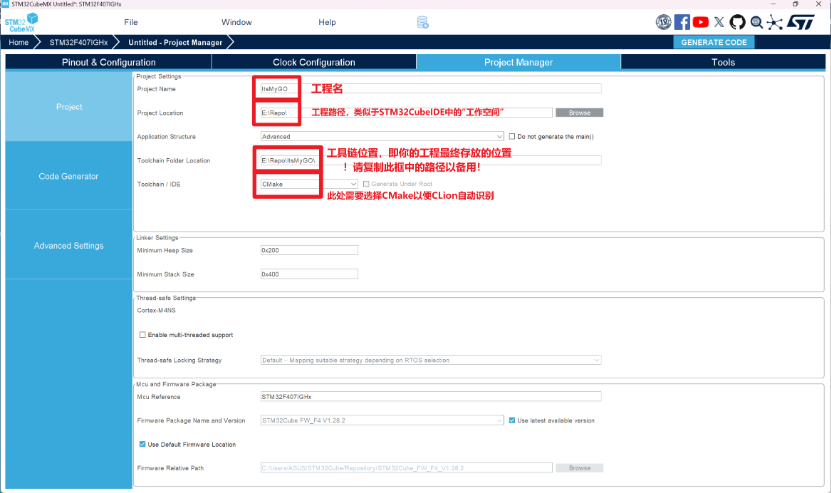 STM32CubeMX Untitled*: STM32F407IGHx
STM32 CubeMX
File Window Help
Home STM32F407IGHx Untitled - Project Manager GENERATE CODE
Pinout & Configuration Clock Configuration Project Manager Tools
Project
Code Generator
Advanced Settings
Project Settings
Project Name ItsMyGO 工程名
Project Location E:\Repo\ 工程路径，类似于STM32CubeIDE中的"工作空间" Browse
Application Structure Advanced Do not generate the main()
工具链位置，即你的工程最终存放的位置
Toolchain Folder Location E:\Repo\ItsMyGO\
！请复制此框中的路径以备用！
Toolchain / IDE CMake Generate Under Root
此处需要选择CMake以便CLion自动识别
Linker Settings
Minimum Heap Size 0x200
Minimum Stack Size 0x400
Thread-safe Settings
Cortex-M4NS
Enable multi-threaded support
Thread-safe Locking Strategy Default – Mapping suitable strategy depending on RTOS selection
Mcu and Firmware Package
Mcu Reference STM32F407IGHx
Firmware Package Name and Version STM32Cube FW_F4 V1.28.2 Use latest available version
Use Default Firmware Location
Firmware Relative Path C:/Users/ASUS/STM32Cube/Repository/STM32Cube_FW_F4_V1.28.2 Browse